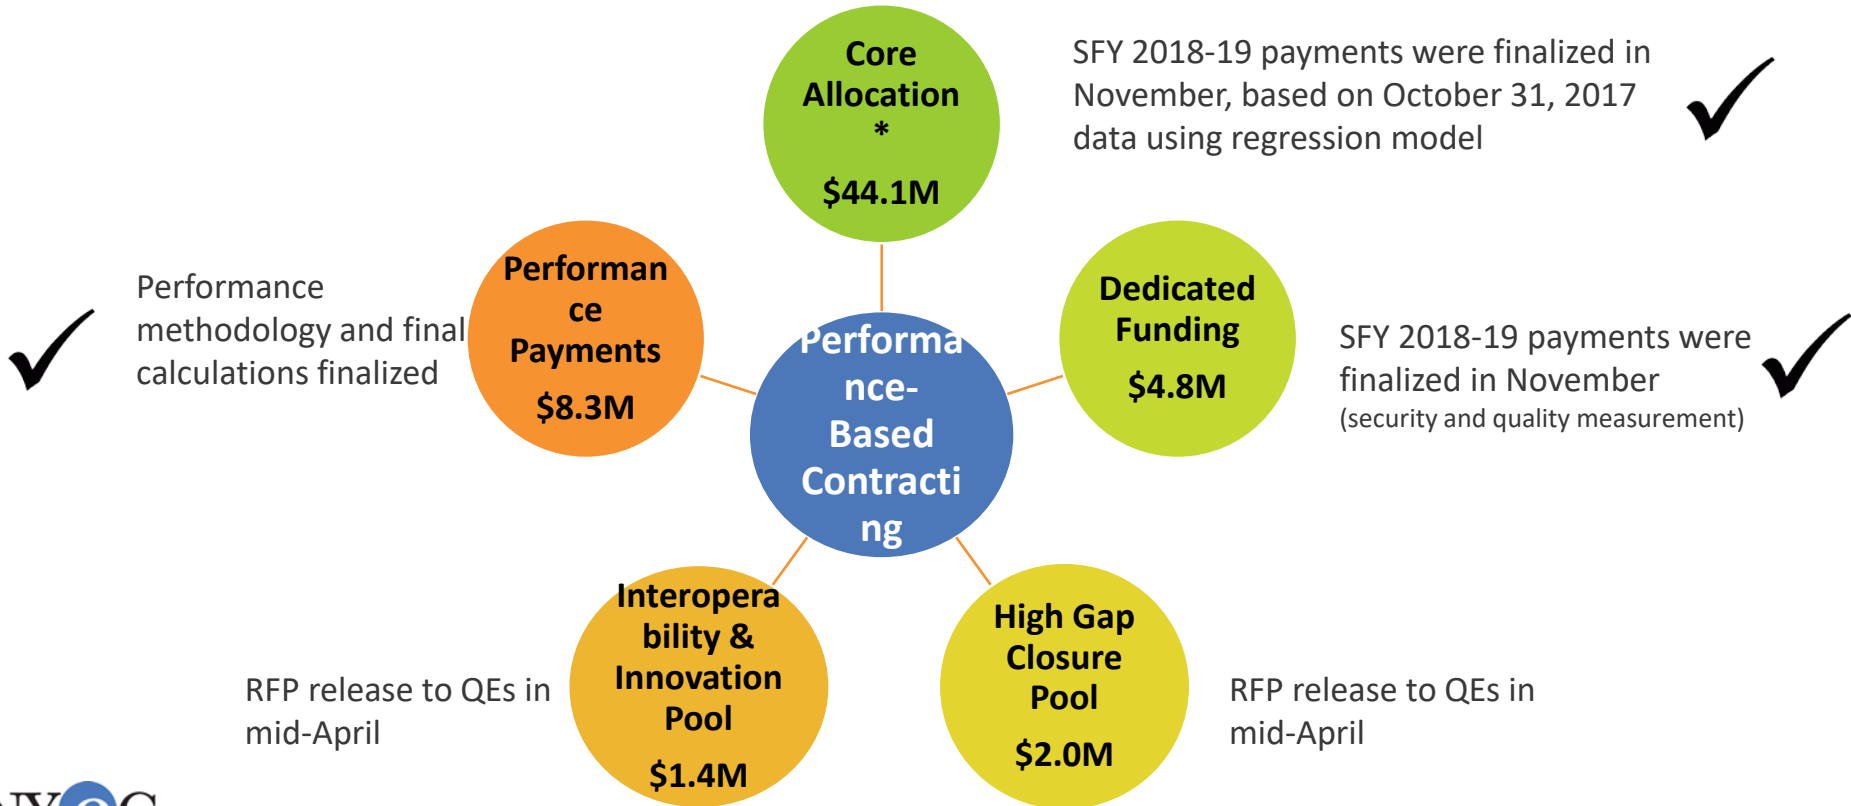 Core
Allocation
*
$44.1M
SFY 2018-19 payments were finalized in
November, based on October 31, 2017
data using regression model
Performance
methodology and final
calculations finalized
Performan
ce
Payments
$8.3M
Performa
nce-
Based
Contracti
ng
Dedicated
Funding
$4.8M
SFY 2018-19 payments were
finalized in November
(security and quality measurement)
RFP release to QEs in
mid-April
Interopera
bility &
Innovation
Pool
$1.4M
High Gap
Closure
Pool
$2.0M
RFP release to QEs in
mid-April
NYeC